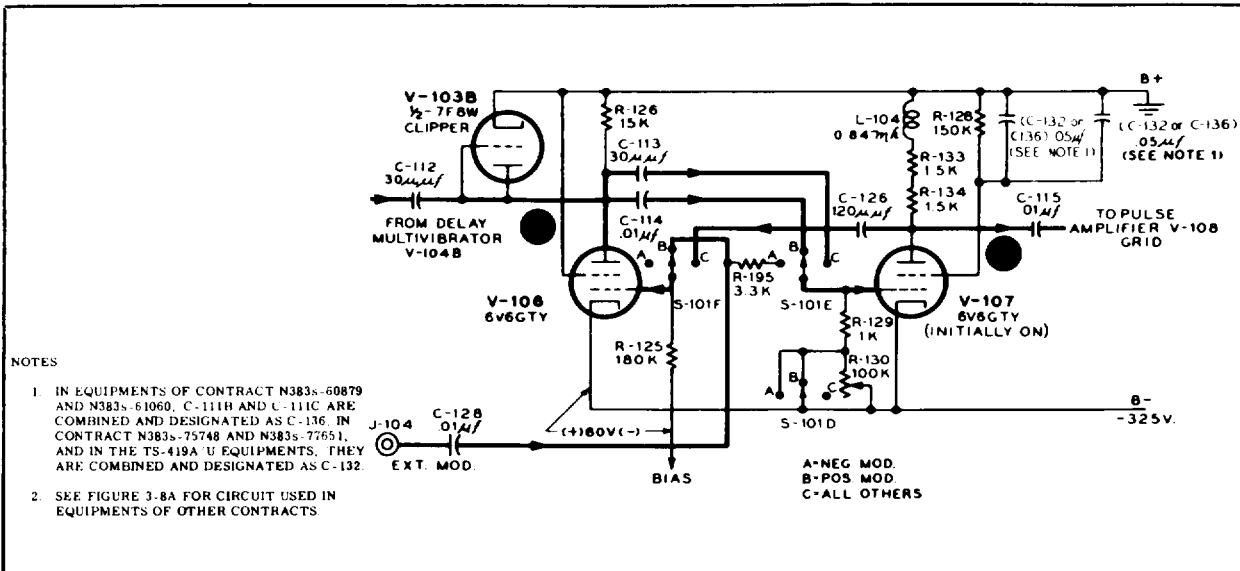 B+
V-103B
½-7F8W
CLIPPER
R-126
15K
L-104
0.84mh
R-128
150K
(C-132 or
C136) .05μf
(SEE NOTE 1)
(C-132 or C-136)
.05μf
(SEE NOTE 1)
C-112
30μμf
C-113
30μμf
R-133
1.5K
R-134
1.5K
FROM DELAY
MULTIVIBRATOR
V-104B
C-114
.01μf
C-126
120μμf
C-115
.01μf
TO PULSE
AMPLIFIER V-108
GRID
A
B
C
R-195
3.3K
A
B
C
V-106
6V6GTY
S-101F
S-101E
V-107
6V6GTY
(INITIALLY ON)
R-125
180K
R-129
1K
R-130
100K
A
B
C
S-101D
B-
-325V.
NOTES
1. IN EQUIPMENTS OF CONTRACT N383s-60879
AND N383s-61060, C-111B AND C-111C ARE
COMBINED AND DESIGNATED AS C-136. IN
CONTRACT N383s-75748 AND N383s-77651,
AND IN THE TS-419A/U EQUIPMENTS, THEY
ARE COMBINED AND DESIGNATED AS C-132.
2. SEE FIGURE 3-8A FOR CIRCUIT USED IN
EQUIPMENTS OF OTHER CONTRACTS.
J-104
C-128
.01μf
EXT. MOD.
(+)80V(-)
BIAS
A=NEG MOD.
B=POS MOD.
C=ALL OTHERS